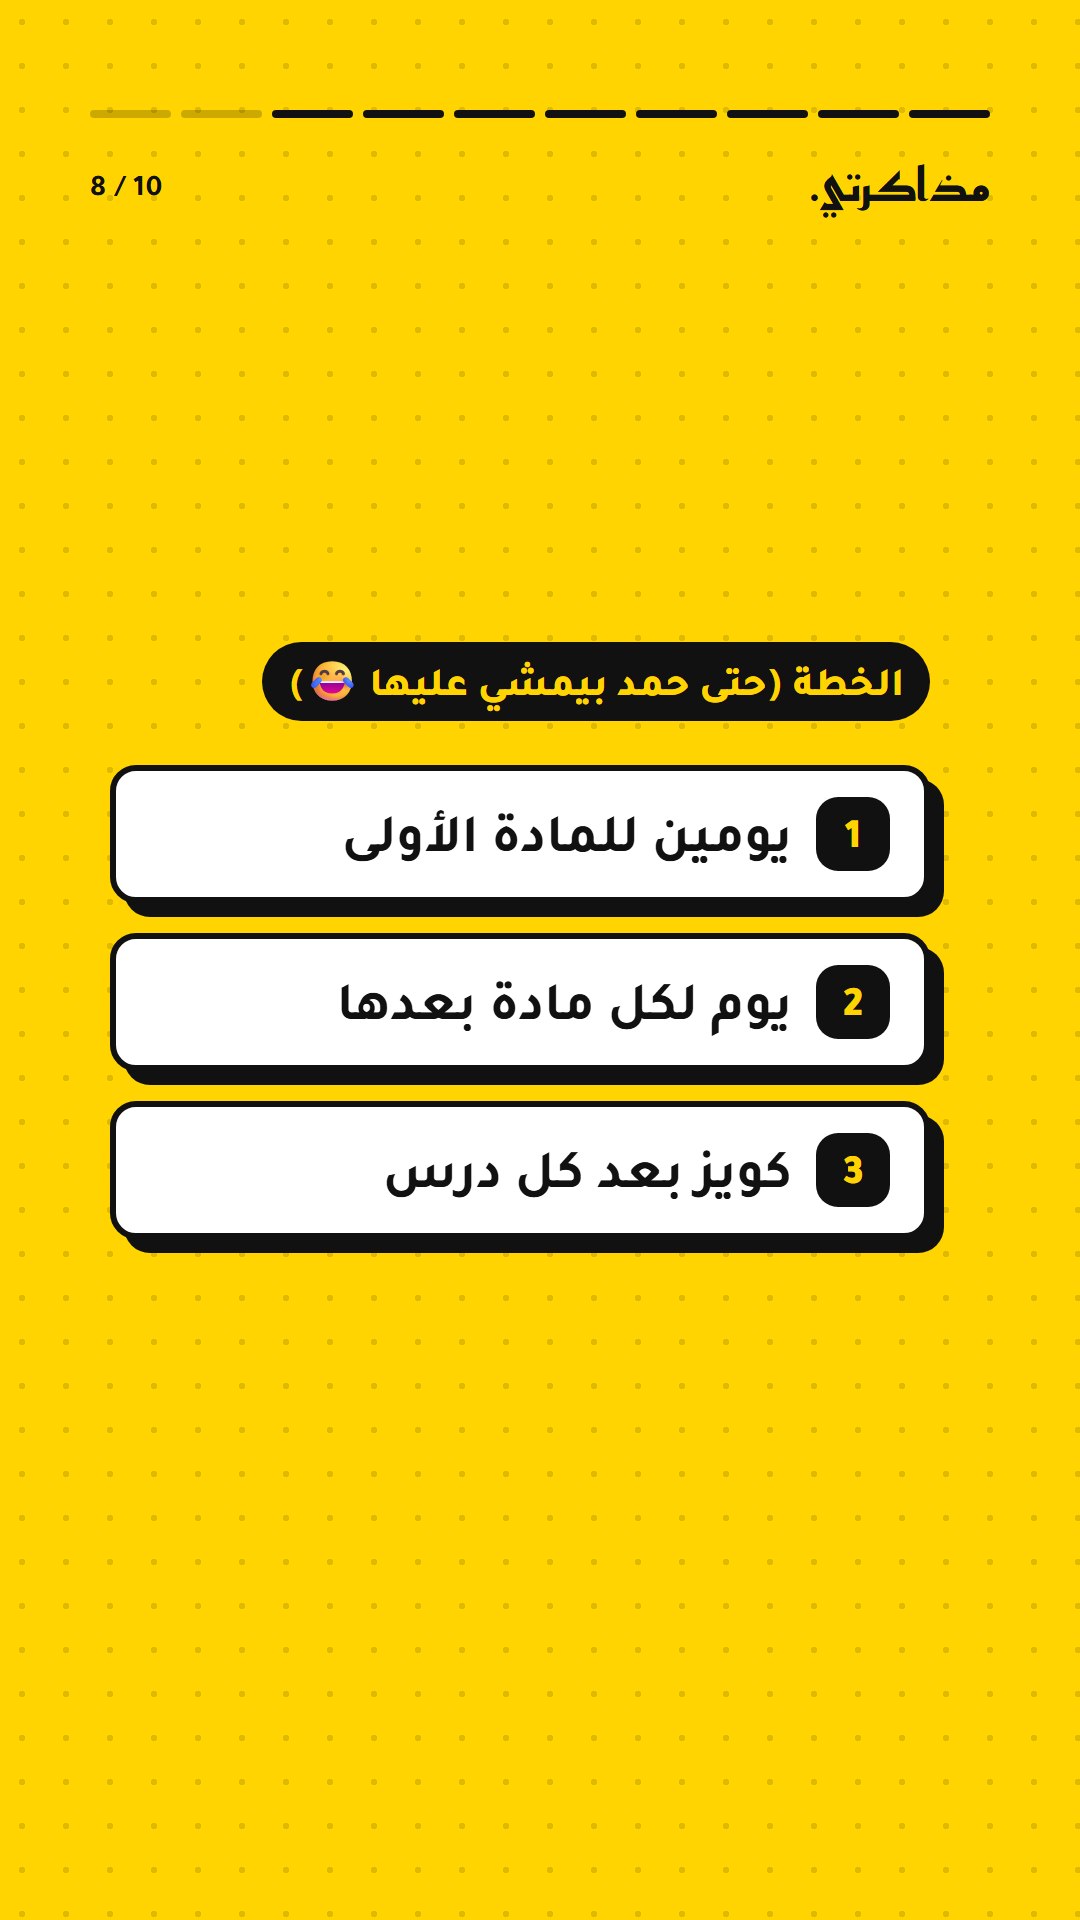 مذاكرتي.
8 / 10
الخطة (حتى حمد بيمشي عليها 😂)
1 يومين للمادة الأولى
2 يوم لكل مادة بعدها
3 كويز بعد كل درس